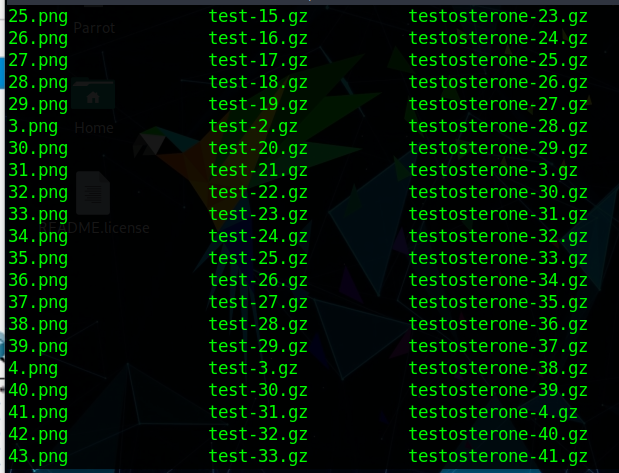 25.png test-15.gz testosterone-23.gz
26.png test-16.gz testosterone-24.gz
27.png test-17.gz testosterone-25.gz
28.png test-18.gz testosterone-26.gz
29.png test-19.gz testosterone-27.gz
3.png test-2.gz testosterone-28.gz
30.png test-20.gz testosterone-29.gz
31.png test-21.gz testosterone-3.gz
32.png test-22.gz testosterone-30.gz
33.png test-23.gz testosterone-31.gz
34.png test-24.gz testosterone-32.gz
35.png test-25.gz testosterone-33.gz
36.png test-26.gz testosterone-34.gz
37.png test-27.gz testosterone-35.gz
38.png test-28.gz testosterone-36.gz
39.png test-29.gz testosterone-37.gz
4.png test-3.gz testosterone-38.gz
40.png test-30.gz testosterone-39.gz
41.png test-31.gz testosterone-4.gz
42.png test-32.gz testosterone-40.gz
43.png test-33.gz testosterone-41.gz
Parrot
Home